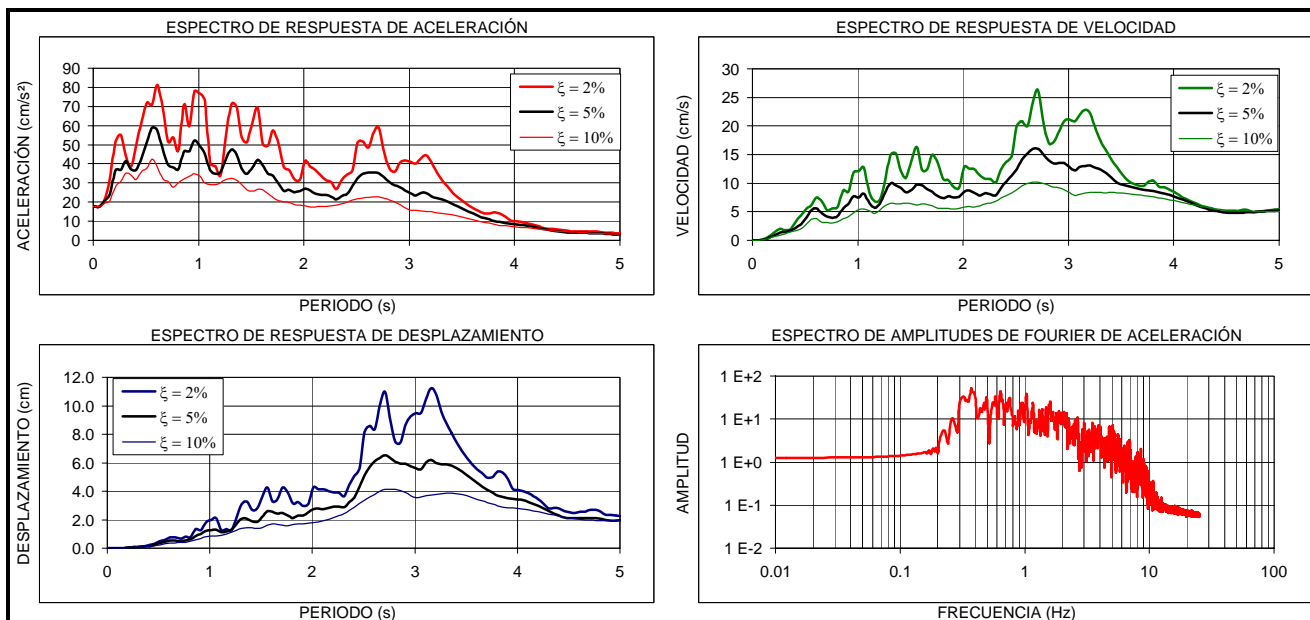 ESPECTRO DE RESPUESTA DE ACELERACIÓN
ACELERACIÓN (cm/s²)
90
80
70
60
50
40
30
20
10
0
0 1 2 3 4 5
PERIODO (s)
ξ = 2%
ξ = 5%
ξ = 10%
ESPECTRO DE RESPUESTA DE VELOCIDAD
VELOCIDAD (cm/s)
30
25
20
15
10
5
0
0 1 2 3 4 5
PERIODO (s)
ξ = 2%
ξ = 5%
ξ = 10%
ESPECTRO DE RESPUESTA DE DESPLAZAMIENTO
DESPLAZAMIENTO (cm)
12.0
10.0
8.0
6.0
4.0
2.0
0.0
0 1 2 3 4 5
PERIODO (s)
ξ = 2%
ξ = 5%
ξ = 10%
ESPECTRO DE AMPLITUDES DE FOURIER DE ACELERACIÓN
AMPLITUD
1 E+2
1 E+1
1 E+0
1 E-1
1 E-2
0.01 0.1 1 10 100
FRECUENCIA (Hz)